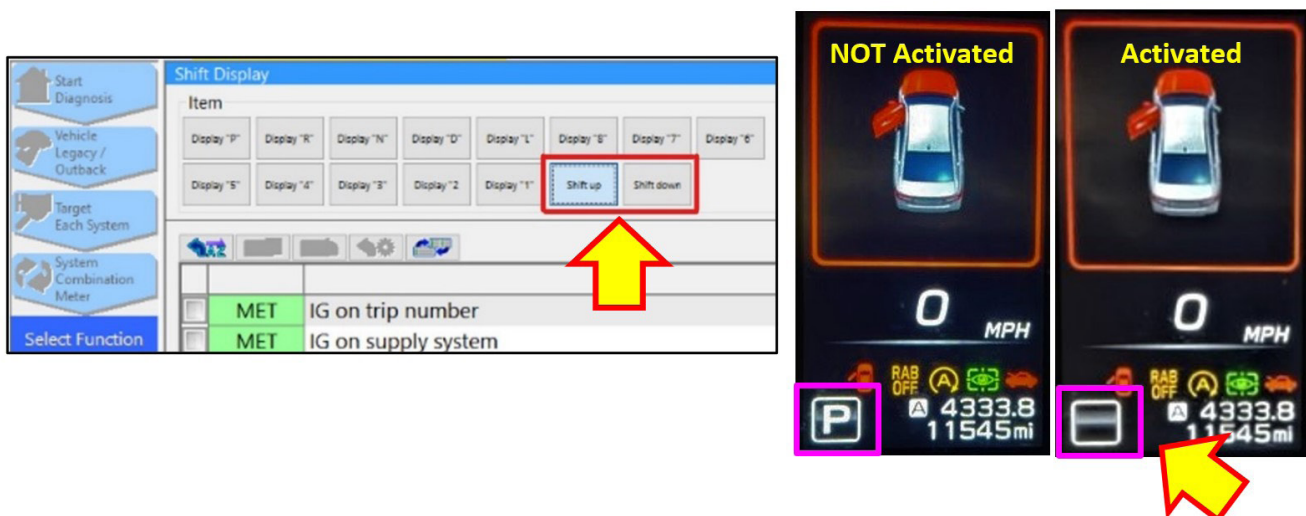 Start
Diagnosis
Vehicle
Legacy /
Outback
Target
Each System
System
Combination
Meter
Select Function
Shift Display
Item
Display "P"
Display "R"
Display "N"
Display "D"
Display "L"
Display "8"
Display "7"
Display "6"
Display "5"
Display "4"
Display "3"
Display "2
Display "1"
Shift up
Shift down
MET IG on trip number
MET IG on supply system
NOT Activated
0 MPH
RAB
OFF
A
P
A 4333.8
11545mi
Activated
0 MPH
RAB
OFF
A
A 4333.8
11545mi